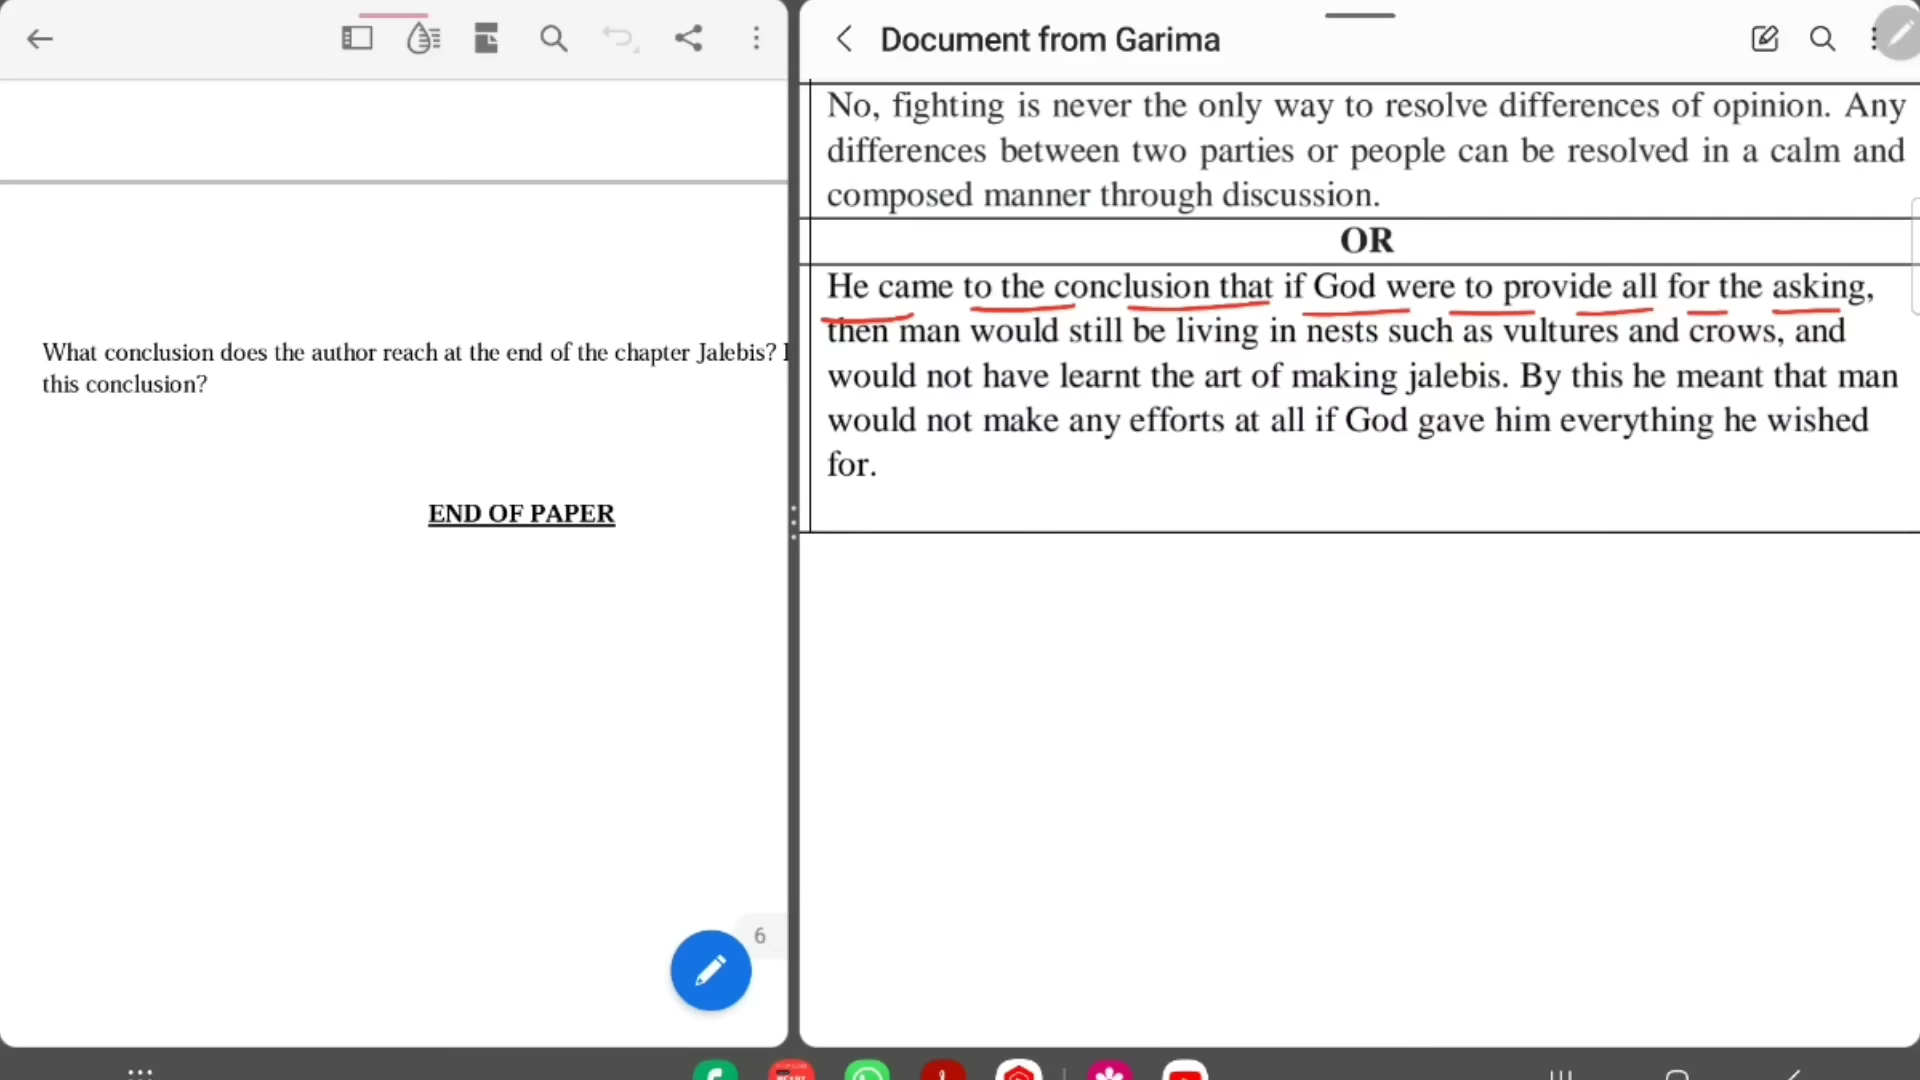 Document from Garima
What conclusion does the author reach at the end of the chapter Jalebis?
this conclusion?
END OF PAPER
6
No, fighting is never the only way to resolve differences of opinion. Any
differences between two parties or people can be resolved in a calm and
composed manner through discussion.
OR
He came to the conclusion that if God were to provide all for the asking,
then man would still be living in nests such as vultures and crows, and
would not have learnt the art of making jalebis. By this he meant that man
would not make any efforts at all if God gave him everything he wished
for.